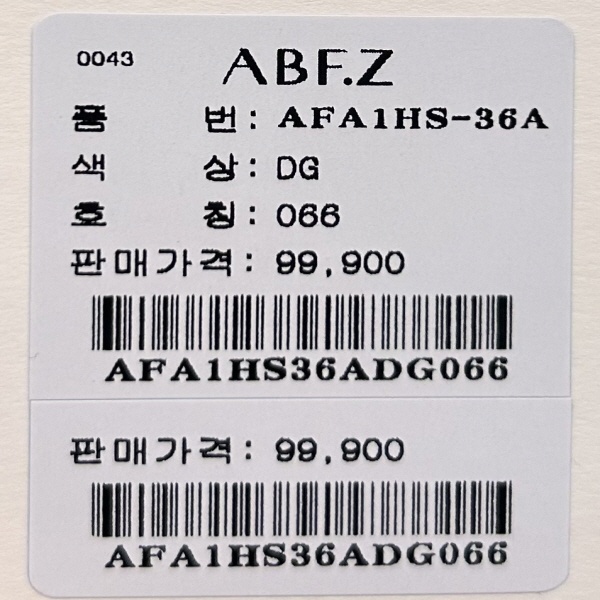 0043 ABF.Z
품 번 : AFA1HS-36A
색 상 : DG
호 칭 : 066
판매가격 : 99,900
AFA1HS36ADG066
판매가격 : 99,900
AFA1HS36ADG066